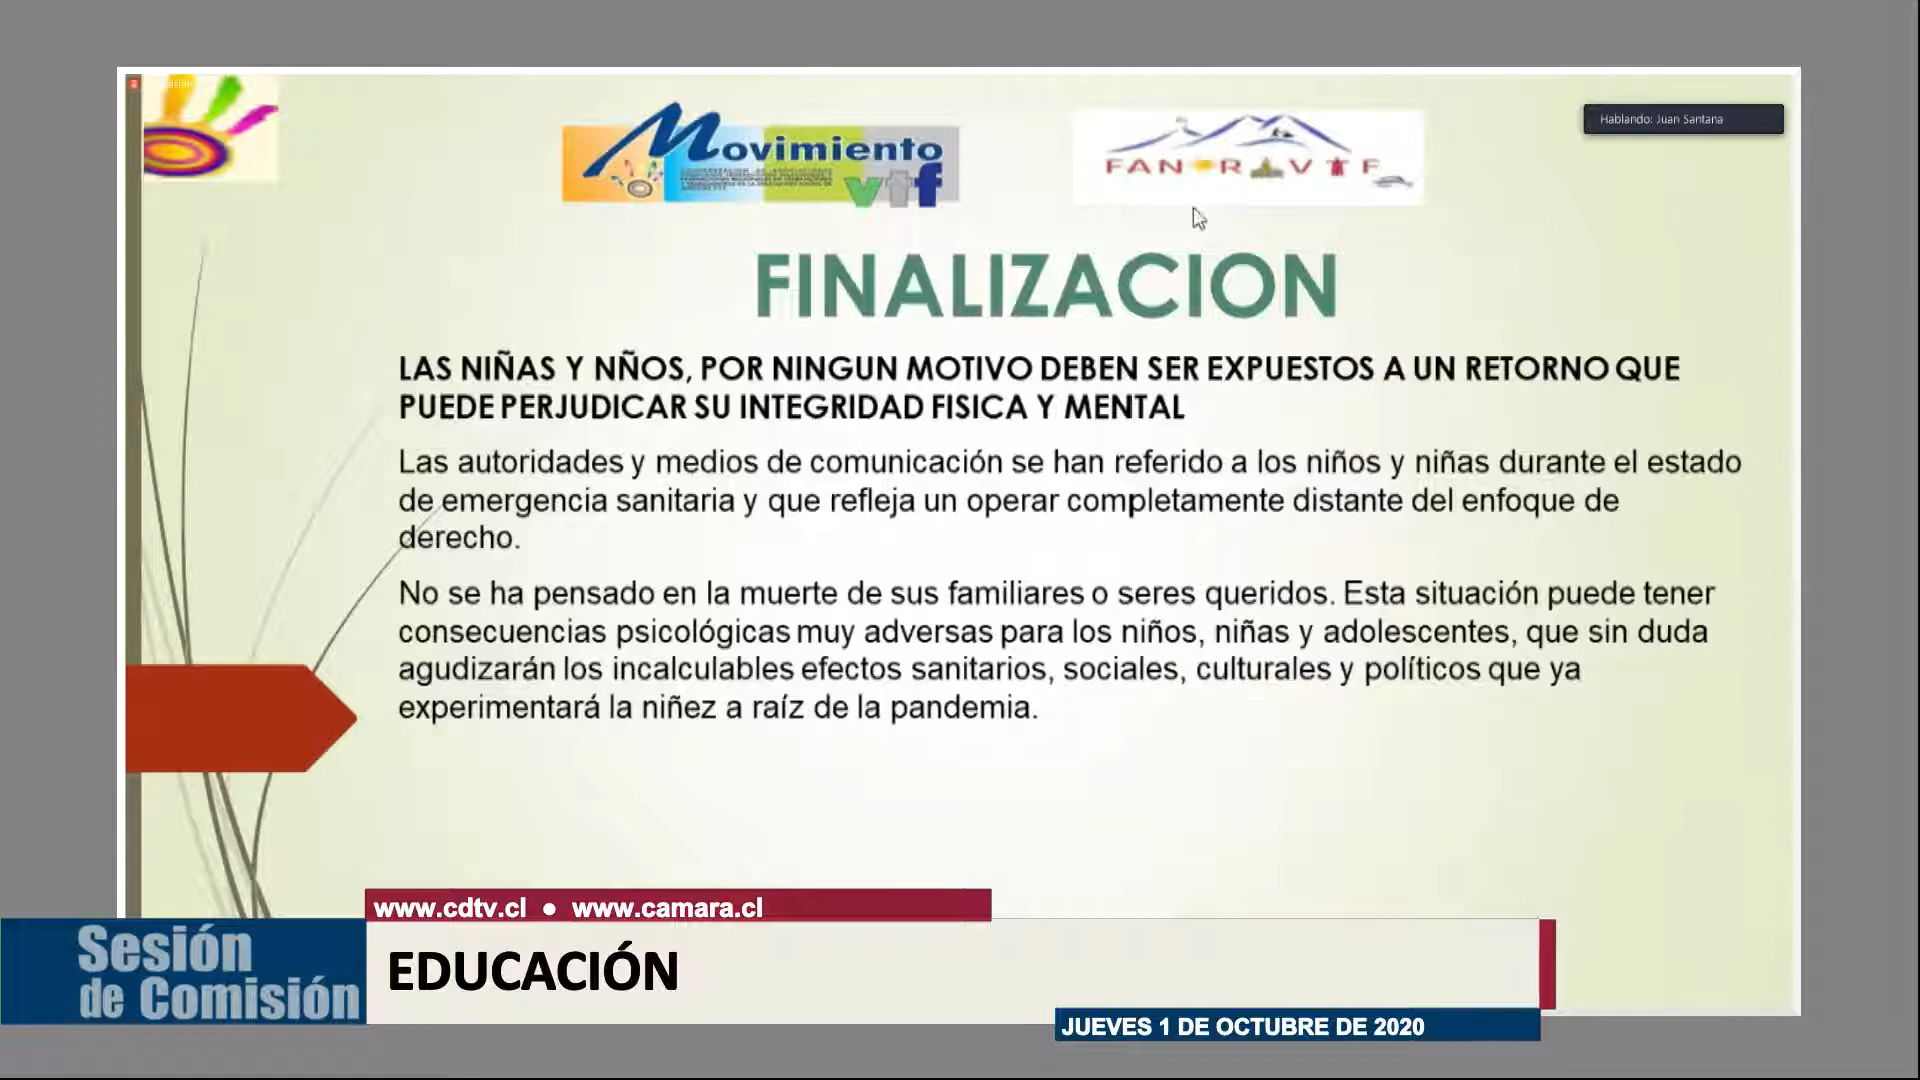 Movimiento
vtf
FAN R VTF
Hablando: Juan Santana
FINALIZACION
LAS NIÑAS Y NÑOS, POR NINGUN MOTIVO DEBEN SER EXPUESTOS A UN RETORNO QUE
PUEDE PERJUDICAR SU INTEGRIDAD FISICA Y MENTAL
Las autoridades y medios de comunicación se han referido a los niños y niñas durante el estado
de emergencia sanitaria y que refleja un operar completamente distante del enfoque de
derecho.
No se ha pensado en la muerte de sus familiares o seres queridos. Esta situación puede tener
consecuencias psicológicas muy adversas para los niños, niñas y adolescentes, que sin duda
agudizarán los incalculables efectos sanitarios, sociales, culturales y políticos que ya
experimentará la niñez a raíz de la pandemia.
www.cdtv.cl ● www.camara.cl
Sesión
de Comisión
EDUCACIÓN
JUEVES 1 DE OCTUBRE DE 2020